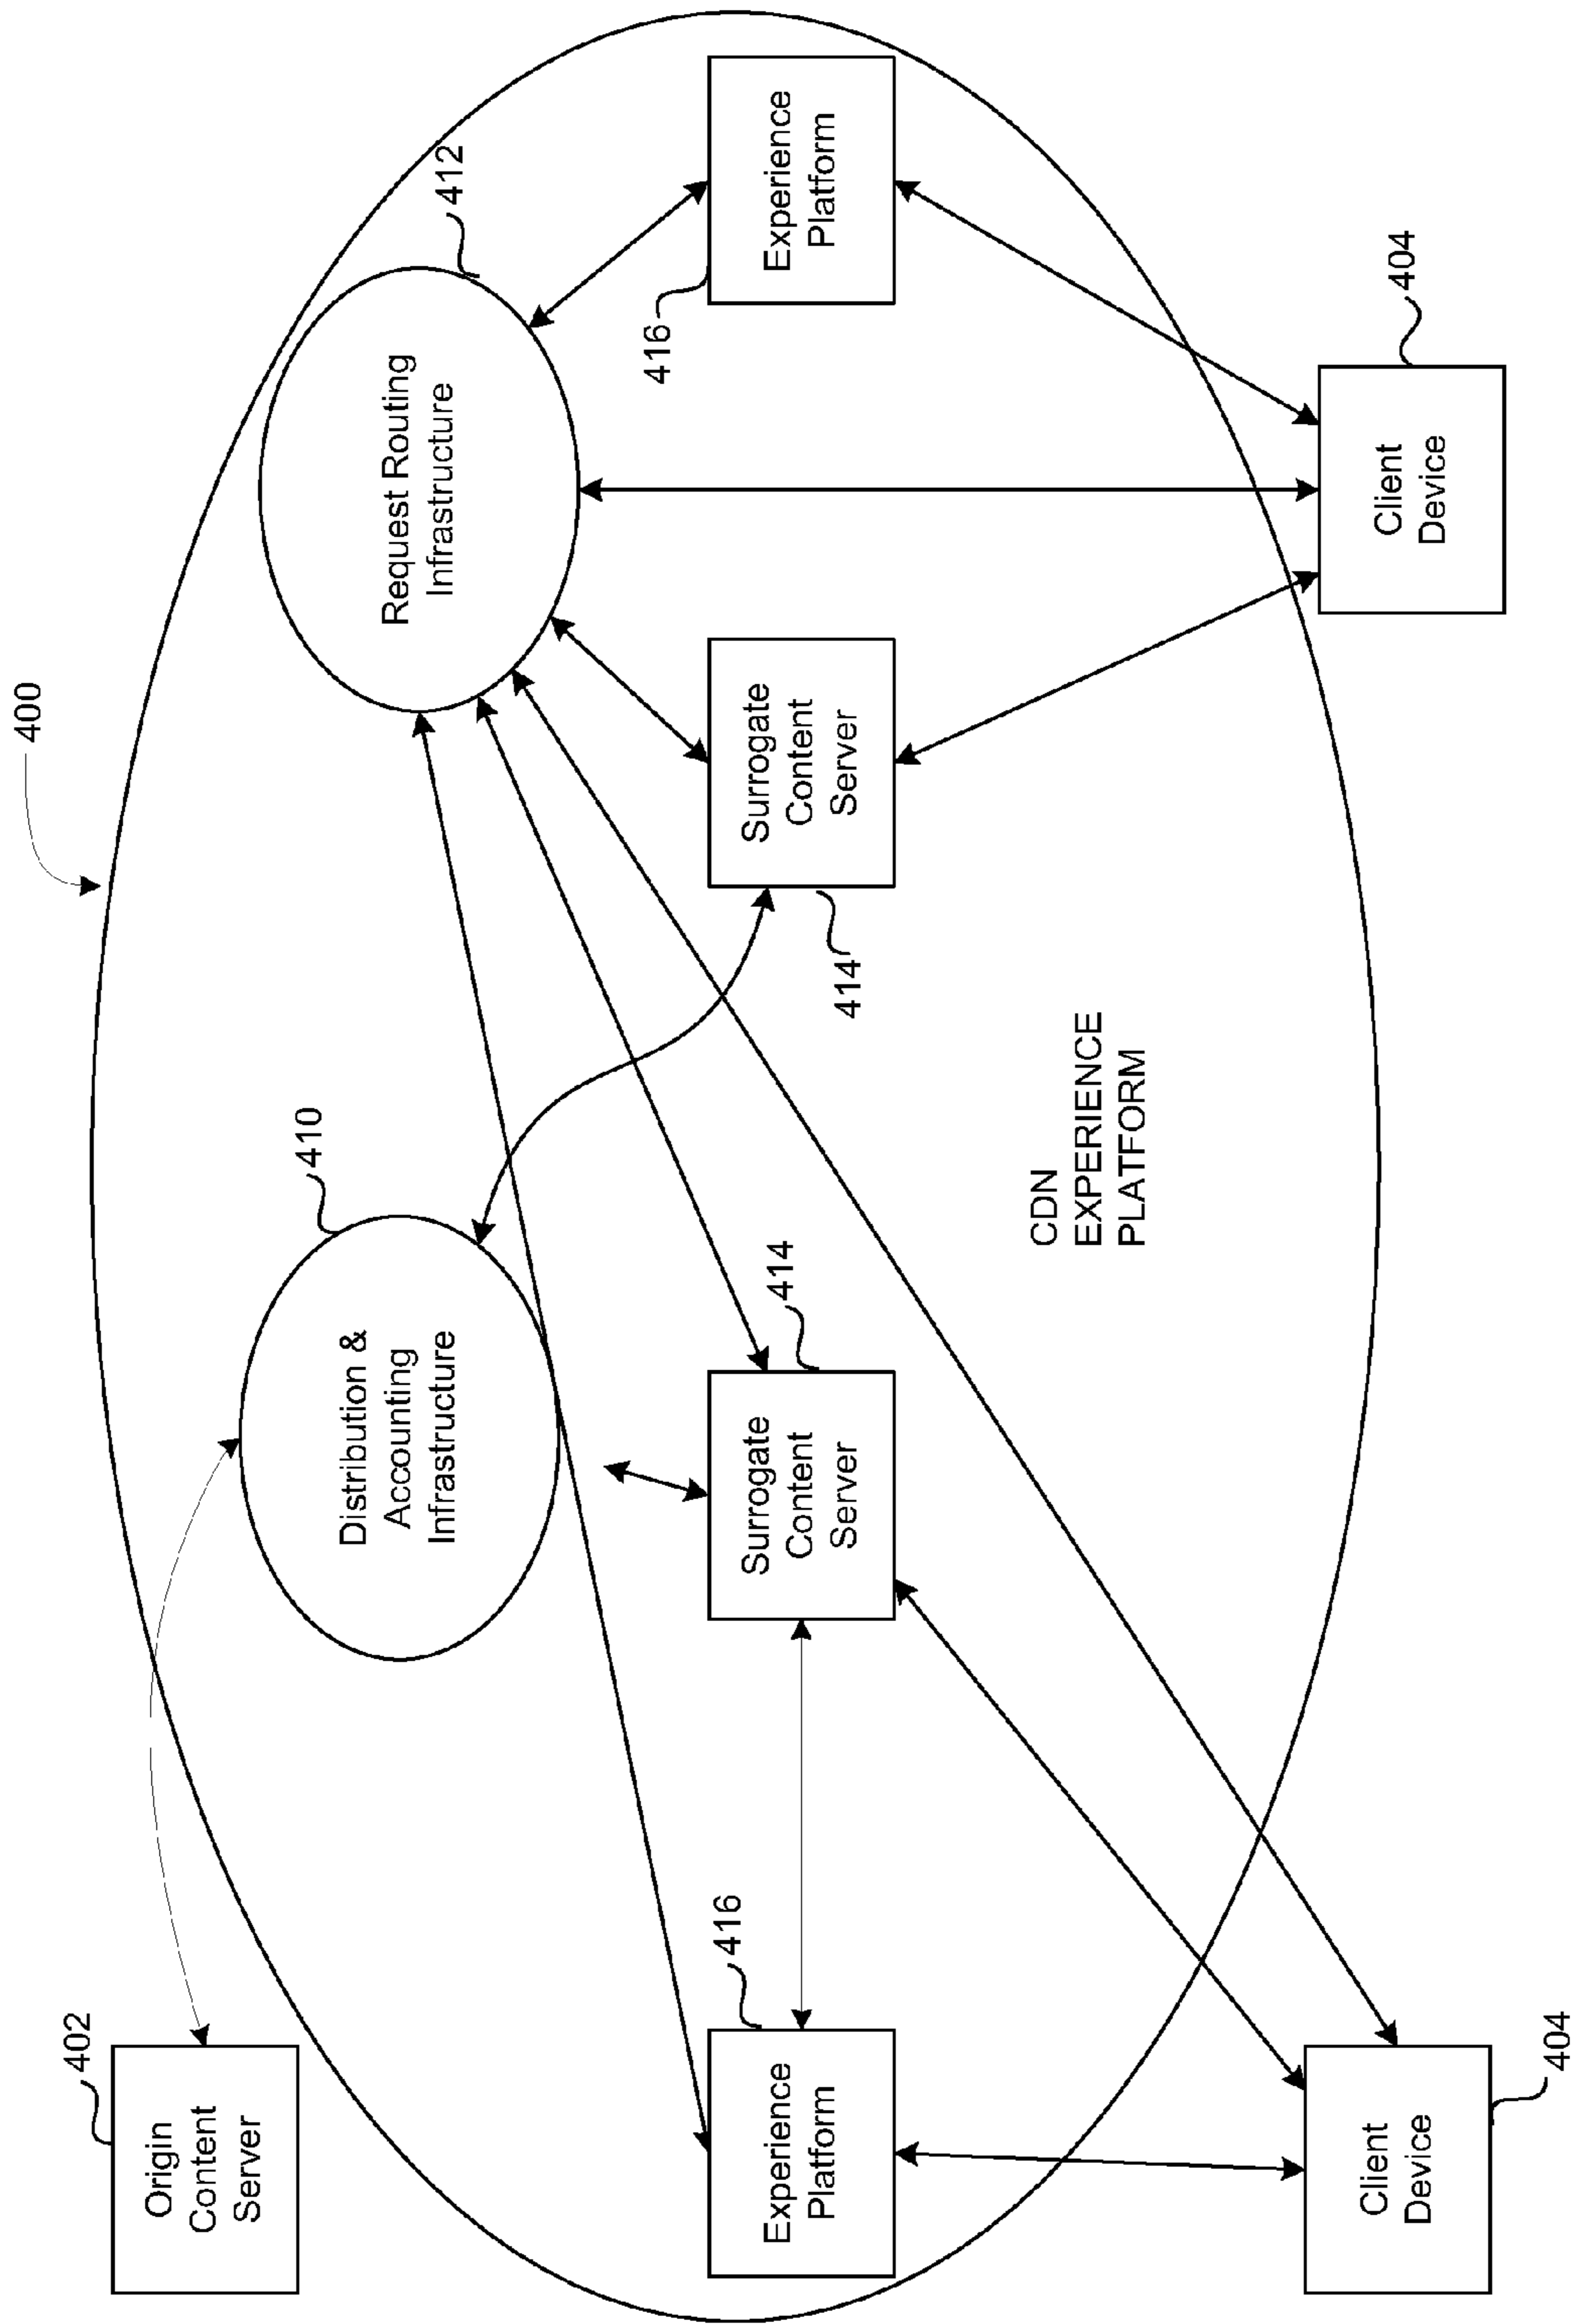 400
402
Origin
Content
Server
410
Distribution &
Accounting
Infrastructure
412
Request Routing
Infrastructure
416
Experience
Platform
414
Surrogate
Content
Server
414
Surrogate
Content
Server
416
Experience
Platform
CDN
EXPERIENCE
PLATFORM
404
Client
Device
404
Client
Device